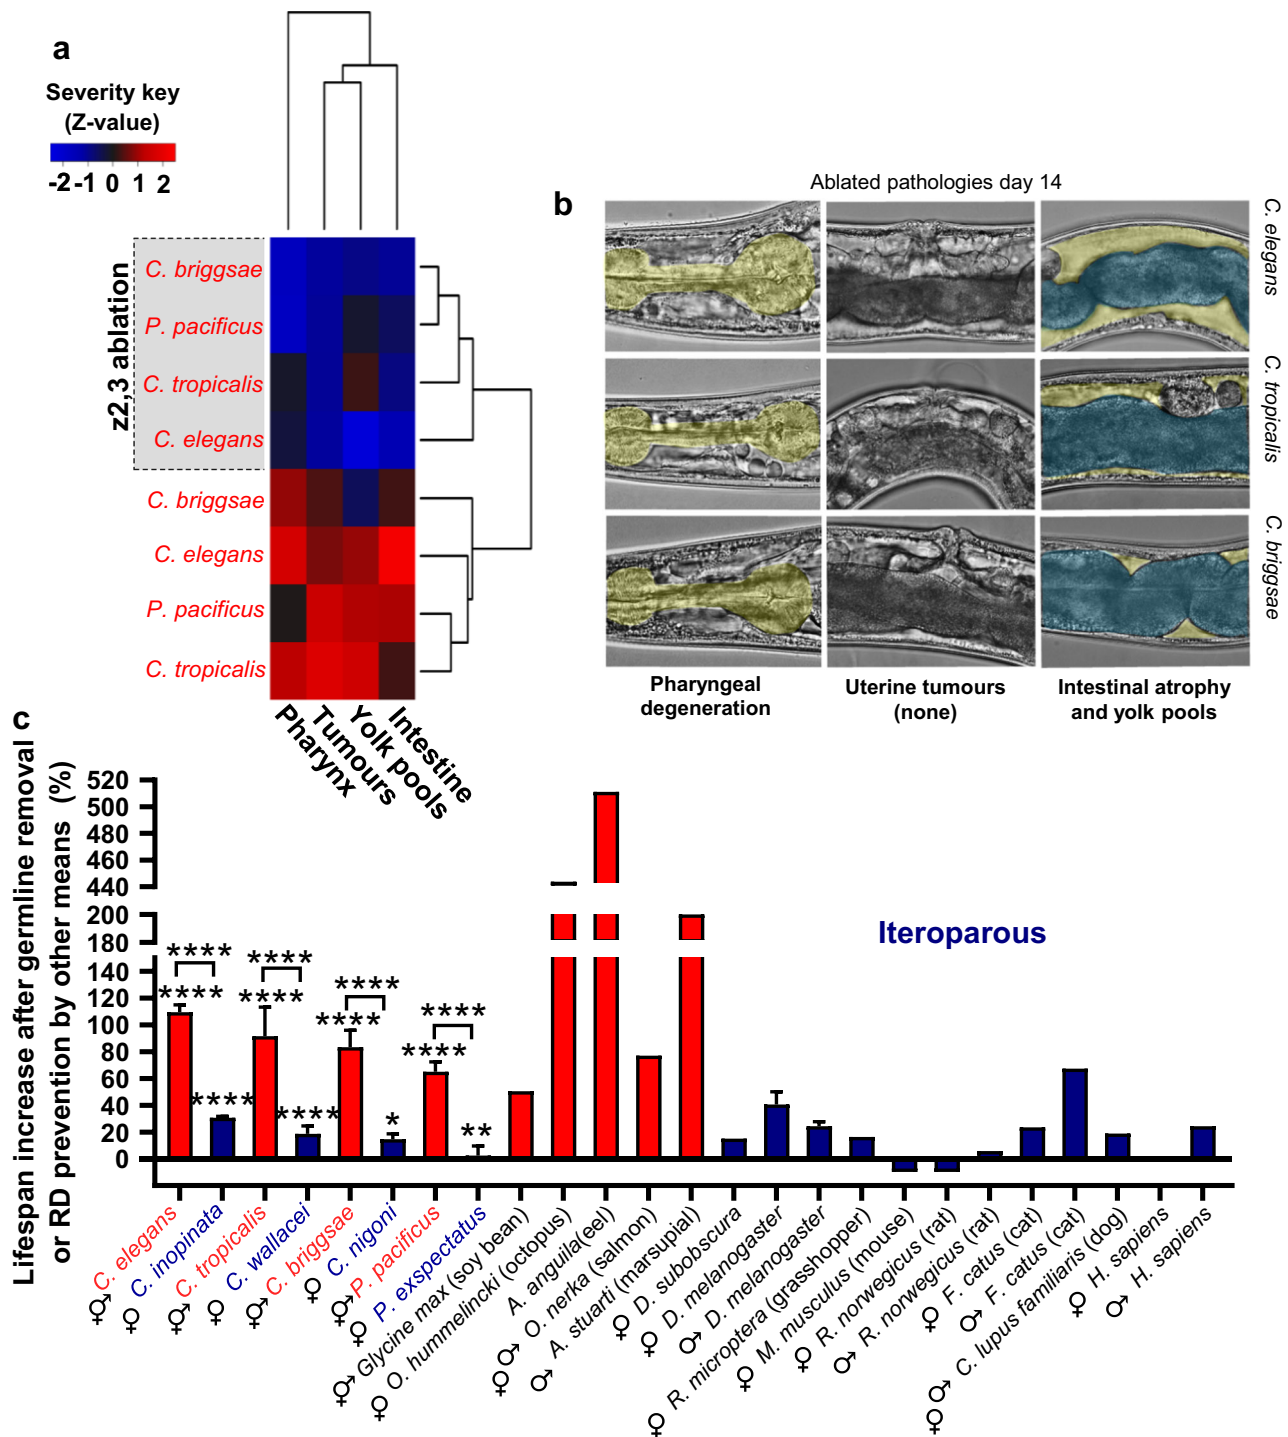 a
Severity key
(Z-value)
-2 -1 0 1 2
z2,3 ablation
C. briggsae
P. pacificus
C. tropicalis
C. elegans
C. briggsae
C. elegans
P. pacificus
C. tropicalis
Pharynx
Tumours
Yolk pools
Intestine
b
Ablated pathologies day 14
C. elegans
C. tropicalis
C. briggsae
Pharyngeal
degeneration
Uterine tumours
(none)
Intestinal atrophy
and yolk pools
c
Lifespan increase after germline removal
or RD prevention by other means (%)
520
500
480
460
440
200
180
140
120
100
80
60
40
20
0
Iteroparous
**** **** **** ****
**** **** **** ****
**** **** * **
⚥ C. elegans
♀ C. inopinata
⚥ C. tropicalis
♀ C. wallacei
⚥ C. briggsae
♀ C. nigoni
⚥ P. pacificus
♀ P. exspectatus
⚥ Glycine max (soy bean)
♀ O. hummelincki (octopus)
A. anguila(eel)
♀ ♂ O. nerka (salmon)
♂ A. stuarti (marsupial)
♀ D. subobscura
♀ D. melanogaster
♂ D. melanogaster
♀ R. microptera (grasshopper)
♀ M. musculus (mouse)
♀ R. norwegicus (rat)
♂ R. norvegicus (rat)
♀ F. catus (cat)
♂ F. catus (cat)
♀ ♂ C. lupus familiaris (dog)
♀ H. sapiens
♂ H. sapiens